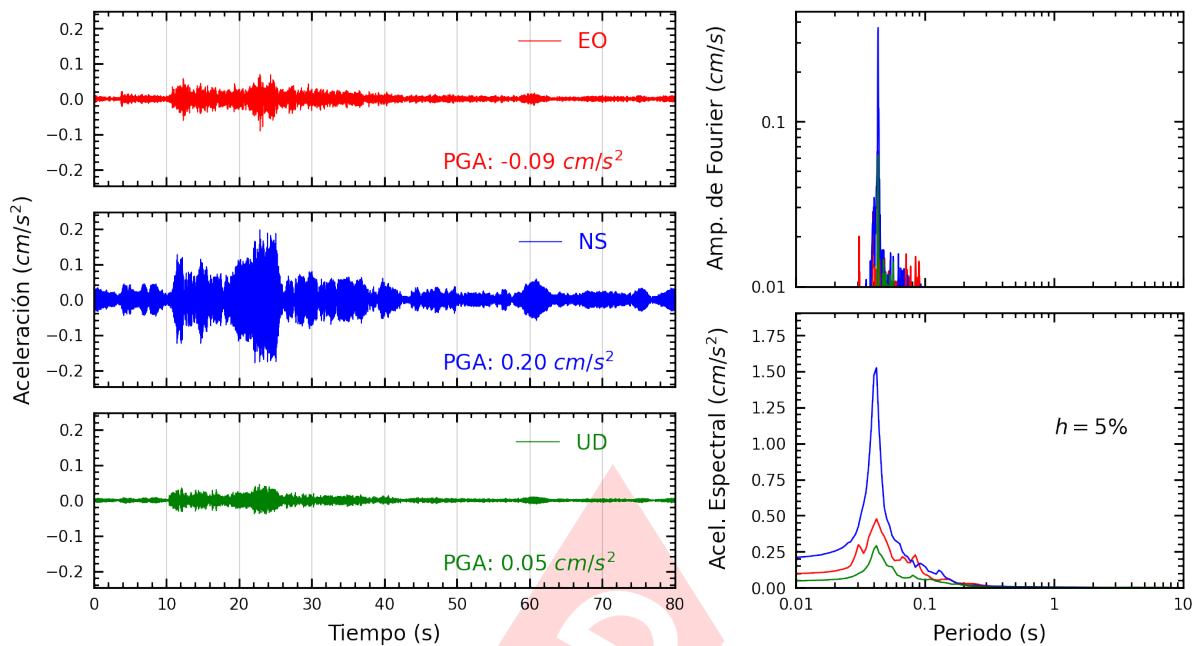 Aceleración (cm/s²)
0.2
0.1
0.0
−0.1
−0.2
EO
PGA: -0.09 cm/s²
0.2
0.1
0.0
−0.1
−0.2
NS
PGA: 0.20 cm/s²
0.2
0.1
0.0
−0.1
−0.2
UD
PGA: 0.05 cm/s²
0 10 20 30 40 50 60 70 80
Tiempo (s)
Amp. de Fourier (cm/s)
0.1
0.01
Acel. Espectral (cm/s²)
1.75
1.50
1.25
1.00
0.75
0.50
0.25
0.00
h = 5%
0.01 0.1 1 10
Periodo (s)